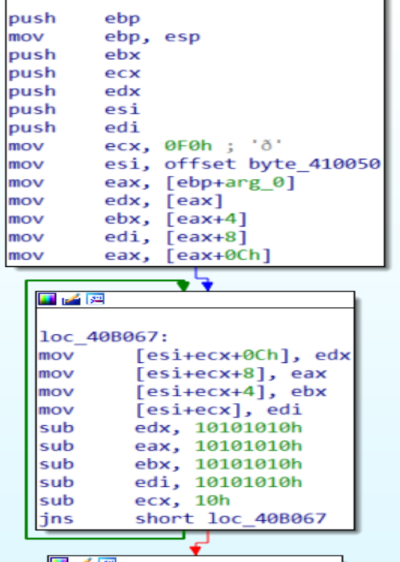 push ebp
mov ebp, esp
push ebx
push ecx
push edx
push esi
push edi
mov ecx, 0F0h ; 'ð'
mov esi, offset byte_410050
mov eax, [ebp+arg_0]
mov edx, [eax]
mov ebx, [eax+4]
mov edi, [eax+8]
mov eax, [eax+0Ch]
loc_40B067:
mov [esi+ecx+0Ch], edx
mov [esi+ecx+8], eax
mov [esi+ecx+4], ebx
mov [esi+ecx], edi
sub edx, 10101010h
sub eax, 10101010h
sub ebx, 10101010h
sub edi, 10101010h
sub ecx, 10h
jns short loc_40B067